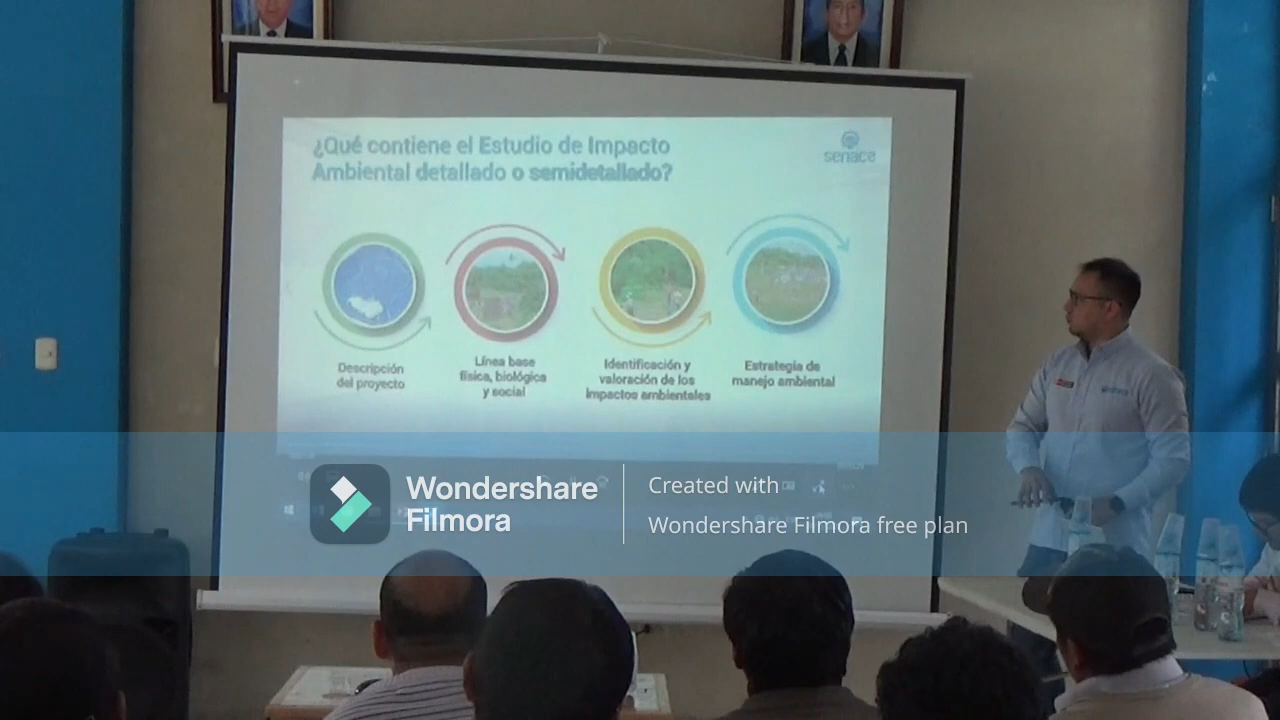 ¿Qué contiene el Estudio de Impacto
Ambiental detallado o semidetallado?
senace
Descripción
del proyecto
Línea base
física, biológica
y social
Identificación y
valoración de los
impactos ambientales
Estrategia de
manejo ambiental
Wondershare
Filmora
Created with
Wondershare Filmora free plan